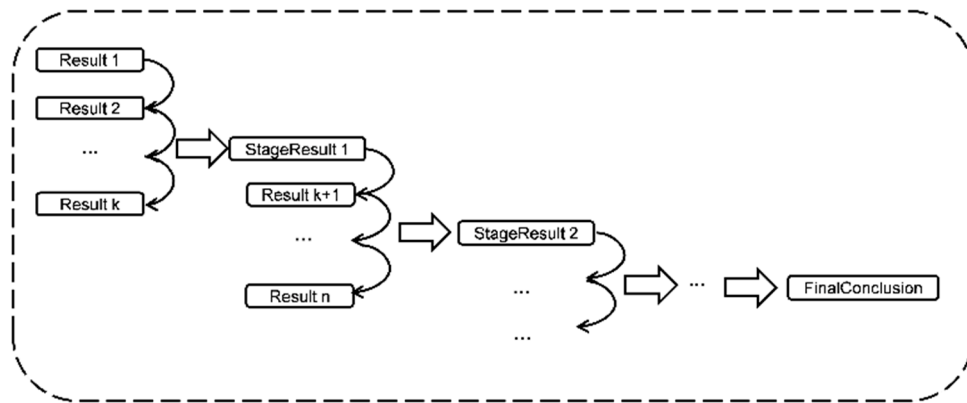 Result 1
Result 2
...
Result k
StageResult 1
Result k+1
...
Result n
StageResult 2
...
...
...
FinalConclusion